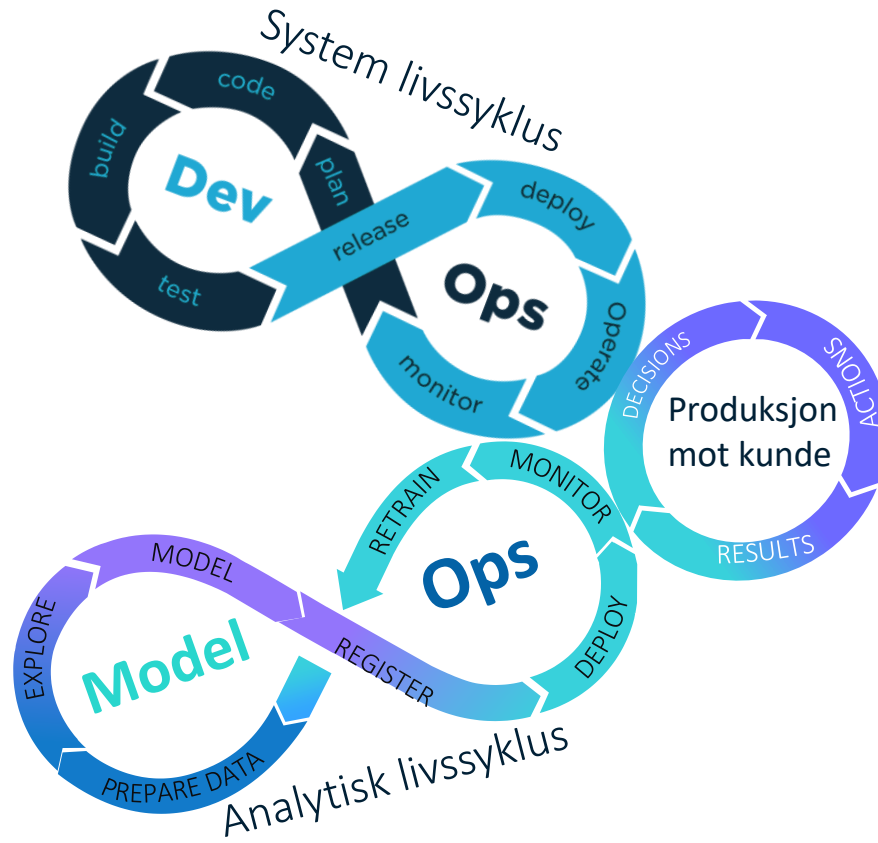 System livssyklus
code
build
plan
Dev
deploy
release
test
Ops
Operate
monitor
DECISIONS
ACTIONS
Produksjon
mot kunde
RESULTS
MONITOR
RETRAIN
Ops
MODEL
EXPLORE
DEPLOY
Model
REGISTER
PREPARE DATA
Analytisk livssyklus